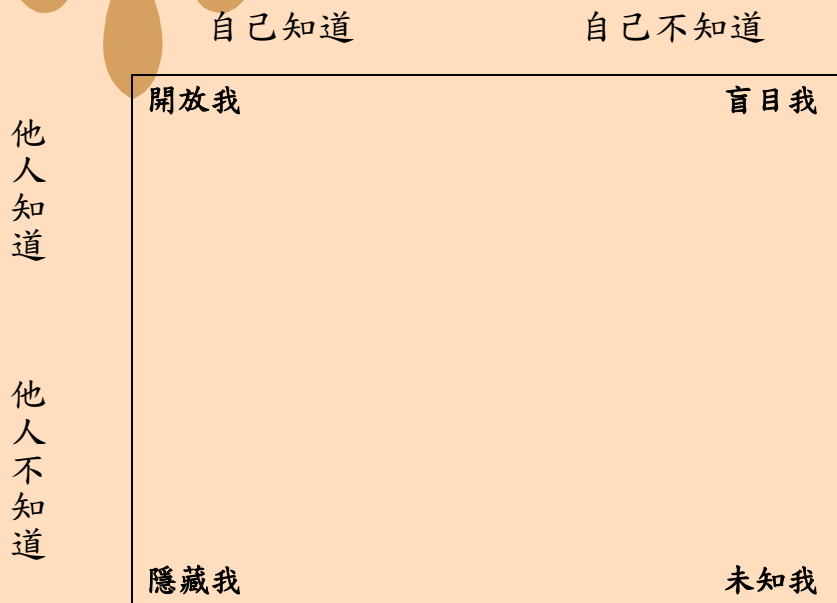 自己知道
自己不知道
他人知道
開放我
盲目我
他人不知道
隱藏我
未知我